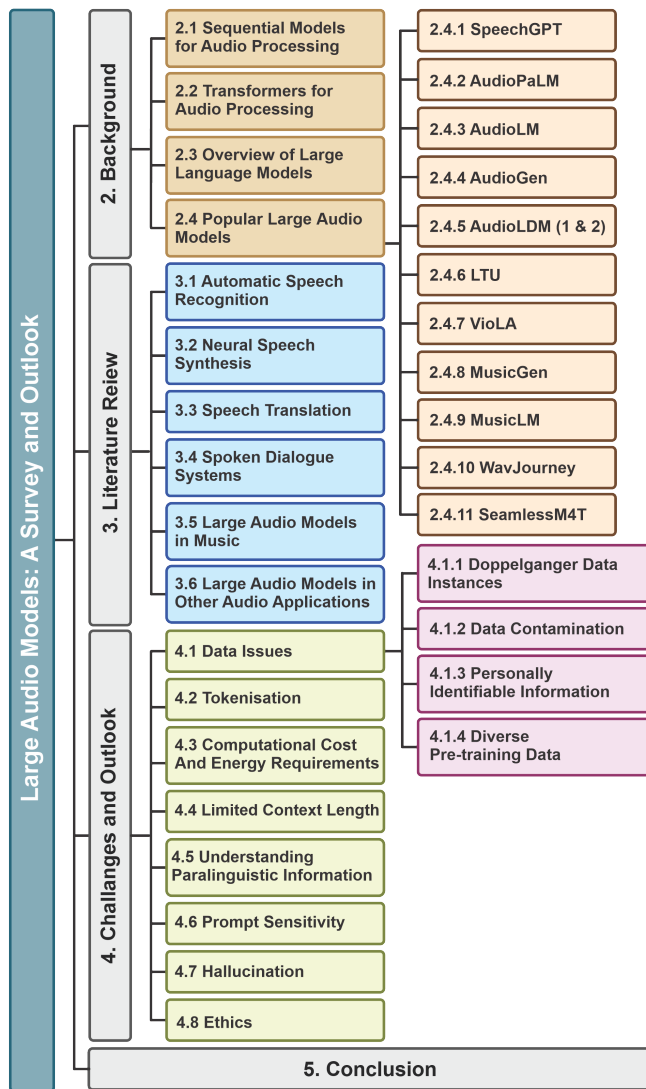 Large Audio Models: A Survey and Outlook
2. Background
2.1 Sequential Models
for Audio Processing
2.2 Transformers for
Audio Processing
2.3 Overview of Large
Language Models
2.4 Popular Large Audio
Models
2.4.1 SpeechGPT
2.4.2 AudioPaLM
2.4.3 AudioLM
2.4.4 AudioGen
2.4.5 AudioLDM (1 & 2)
2.4.6 LTU
2.4.7 VioLA
2.4.8 MusicGen
2.4.9 MusicLM
2.4.10 WavJourney
2.4.11 SeamlessM4T
3. Literature Reiew
3.1 Automatic Speech
Recognition
3.2 Neural Speech
Synthesis
3.3 Speech Translation
3.4 Spoken Dialogue
Systems
3.5 Large Audio Models
in Music
3.6 Large Audio Models in
Other Audio Applications
4. Challanges and Outlook
4.1 Data Issues
4.1.1 Doppelganger Data
Instances
4.1.2 Data Contamination
4.1.3 Personally
Identifiable Information
4.1.4 Diverse
Pre-training Data
4.2 Tokenisation
4.3 Computational Cost
And Energy Requirements
4.4 Limited Context Length
4.5 Understanding
Paralinguistic Information
4.6 Prompt Sensitivity
4.7 Hallucination
4.8 Ethics
5. Conclusion